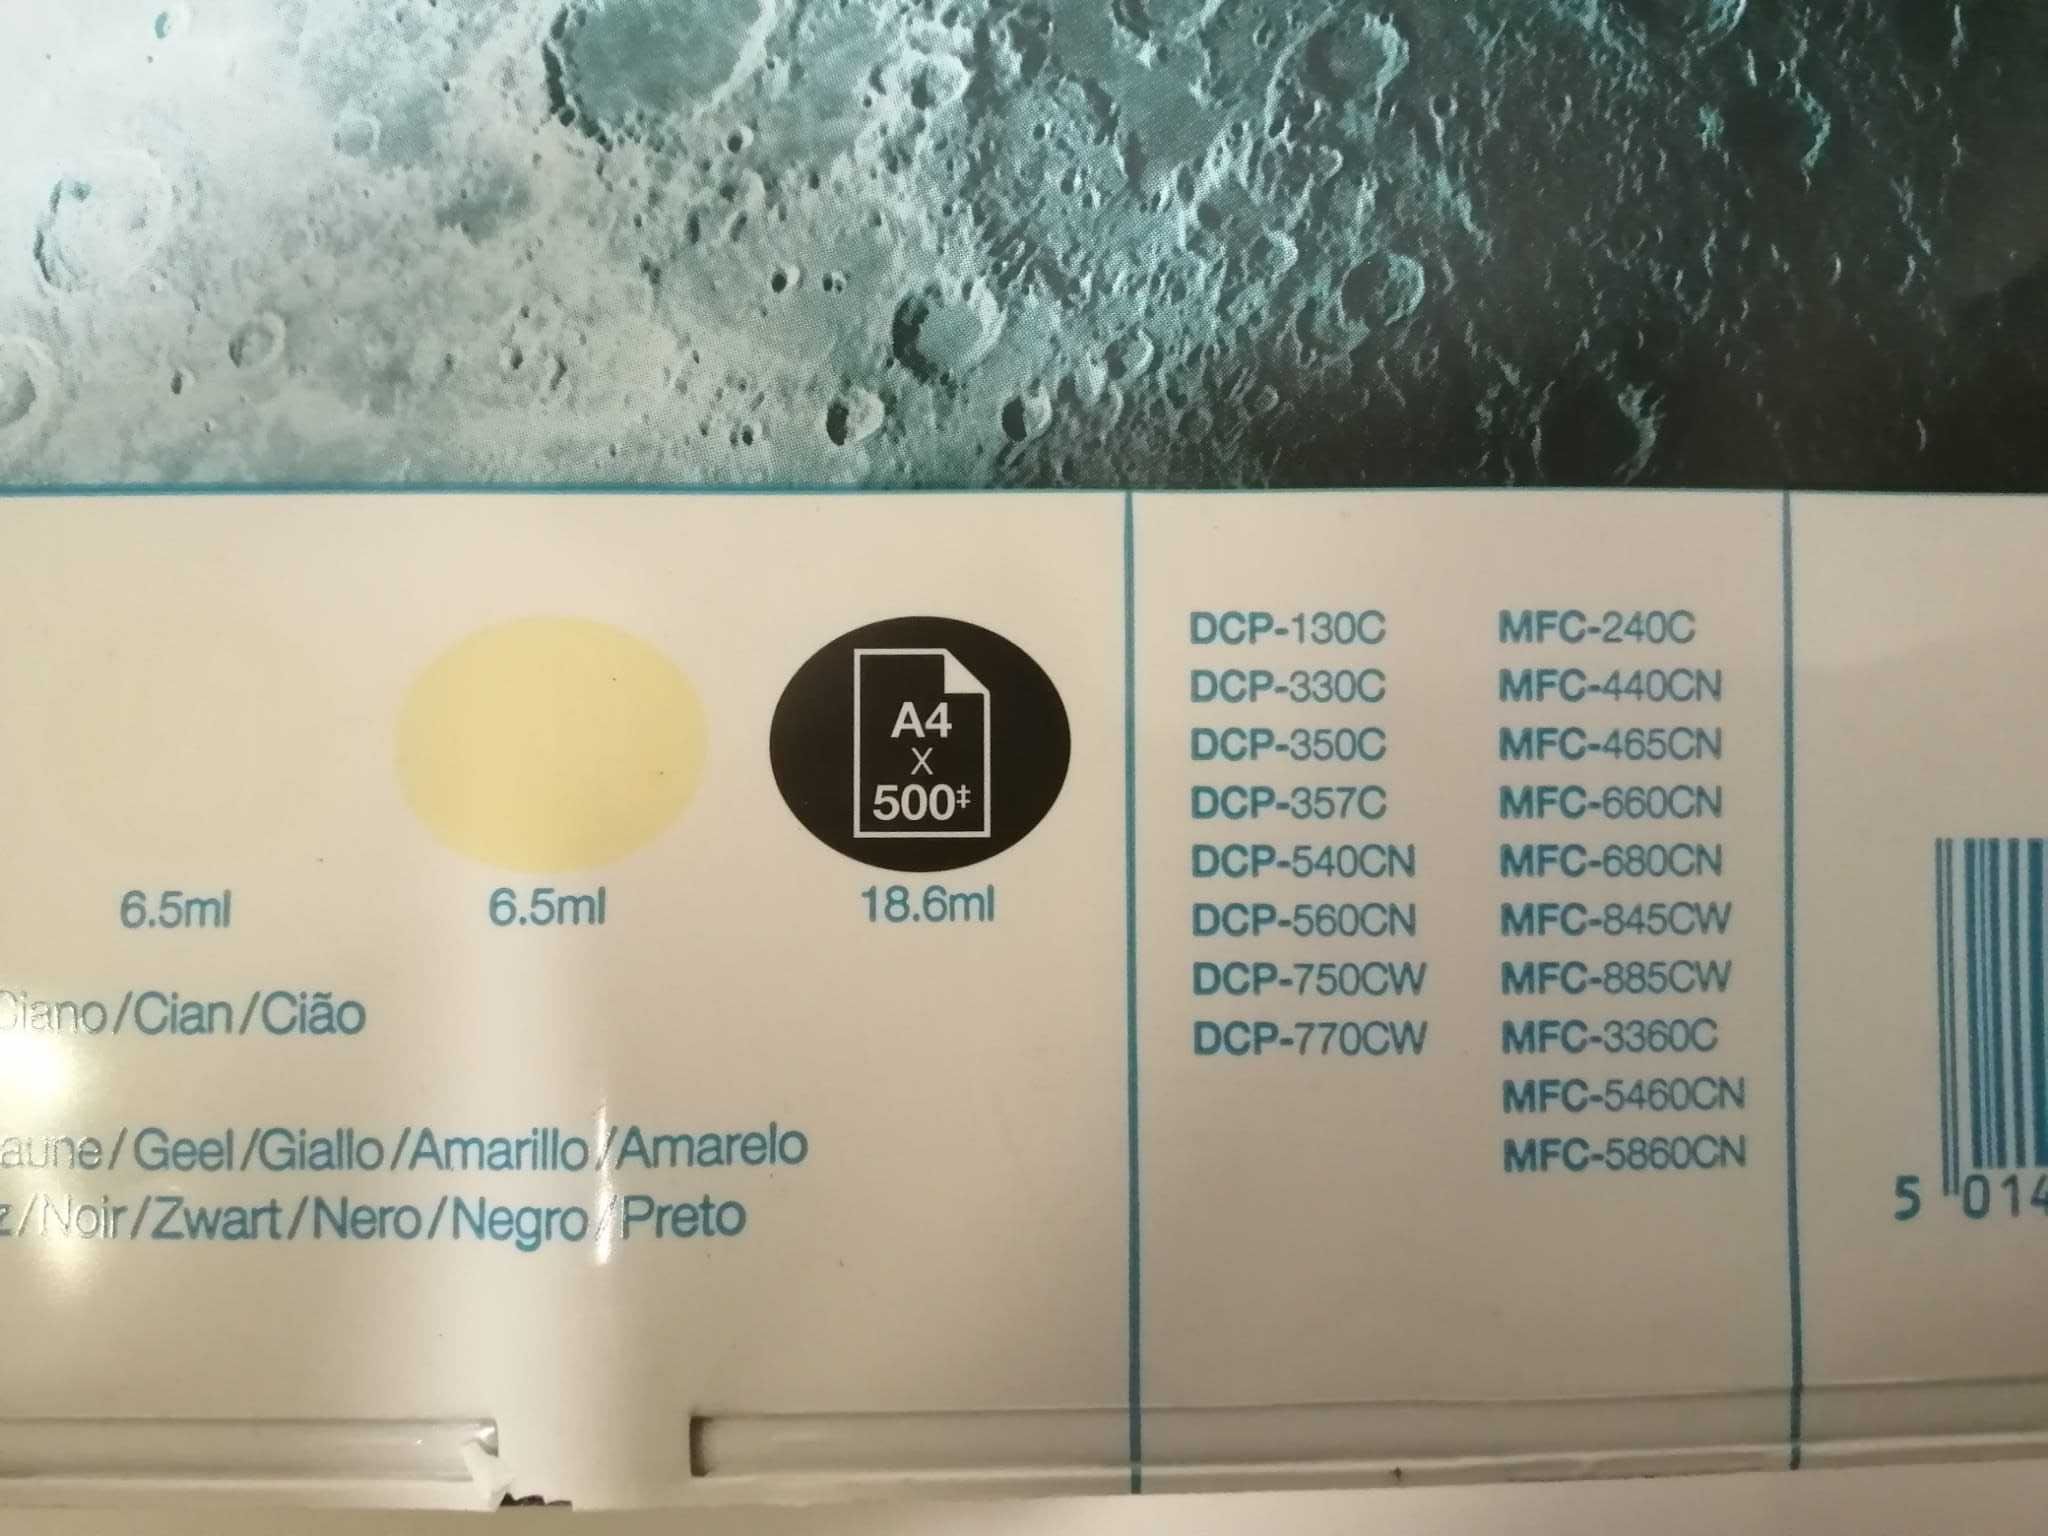 A4
x
500‡
6.5ml
6.5ml
18.6ml
Ciano/Cian/Cião
aune/Geel/Giallo/Amarillo/Amarelo
z/Noir/Zwart/Nero/Negro/Preto
DCP-130C
DCP-330C
DCP-350C
DCP-357C
DCP-540CN
DCP-560CN
DCP-750CW
DCP-770CW
MFC-240C
MFC-440CN
MFC-465CN
MFC-660CN
MFC-680CN
MFC-845CW
MFC-885CW
MFC-3360C
MFC-5460CN
MFC-5860CN
5 014